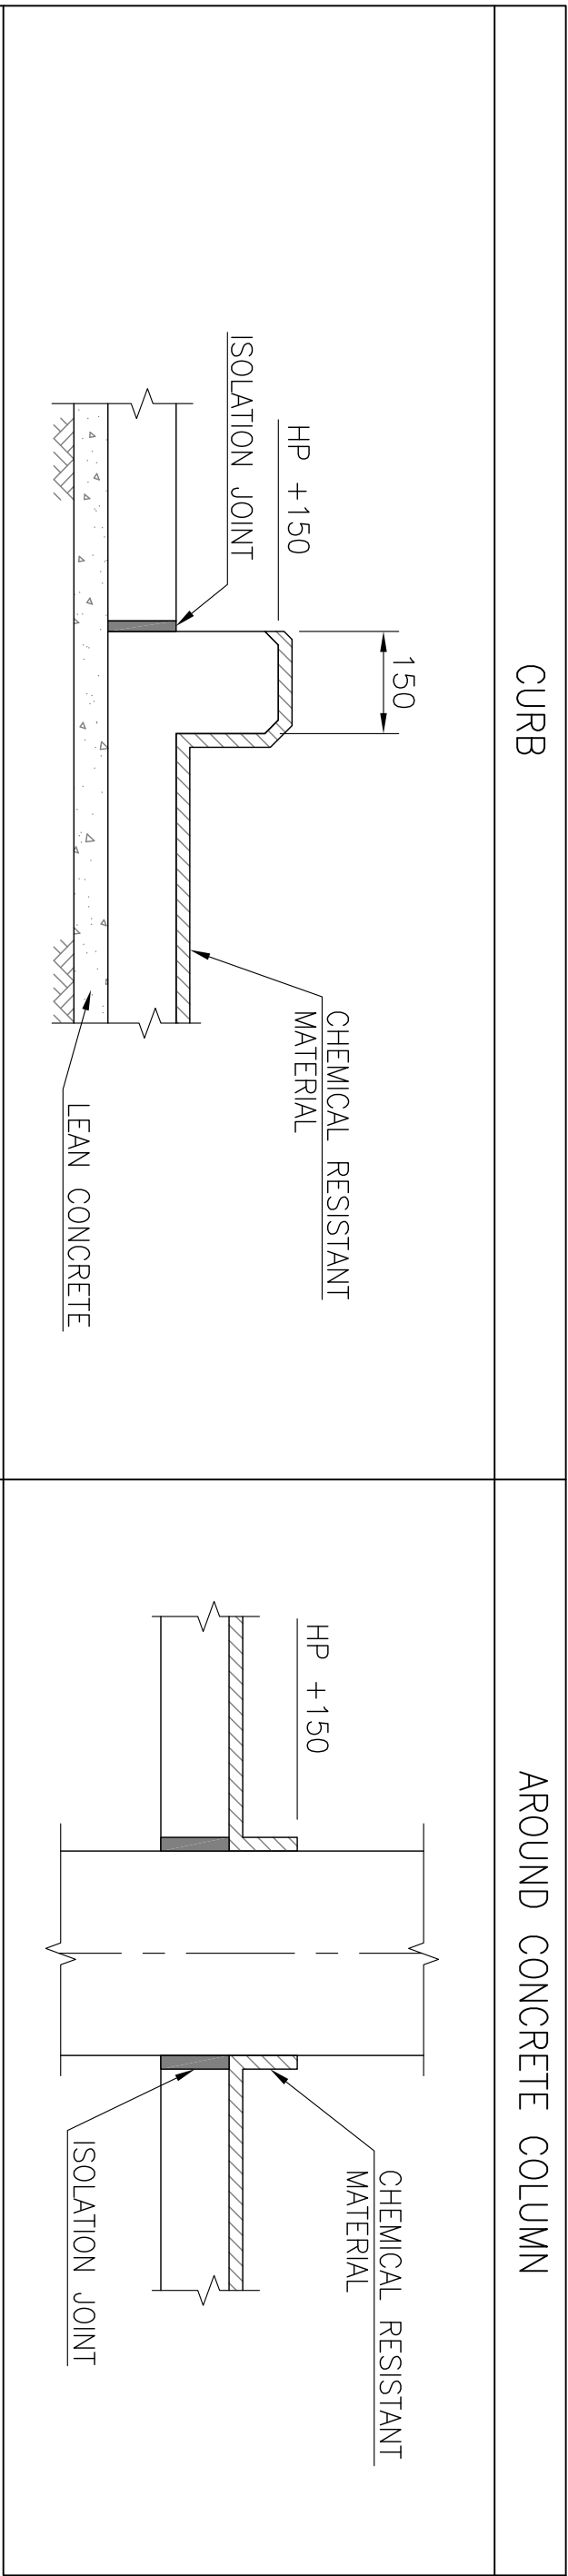 CURB
150
HP +150
ISOLATION JOINT
CHEMICAL RESISTANT
MATERIAL
LEAN CONCRETE
AROUND CONCRETE COLUMN
HP +150
CHEMICAL RESISTANT
MATERIAL
ISOLATION JOINT